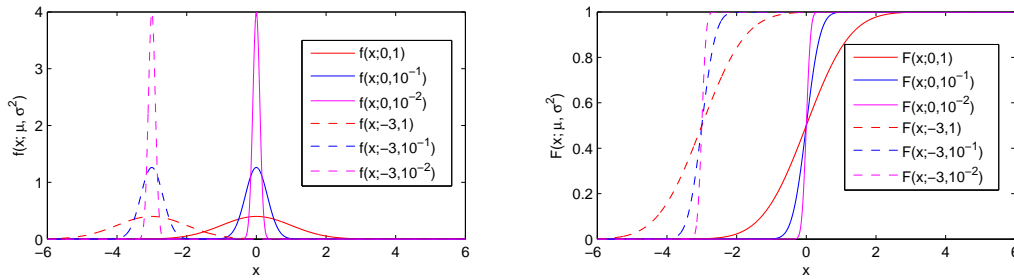 f(x; μ, σ²)
4
3
2
1
0
−6
−4
−2
0
2
4
6
x
f(x;0,1)
f(x;0,10⁻¹)
f(x;0,10⁻²)
f(x;−3,1)
f(x;−3,10⁻¹)
f(x;−3,10⁻²)
F(x; μ, σ²)
1
0.8
0.6
0.4
0.2
0
−6
−4
−2
0
2
4
6
x
F(x;0,1)
F(x;0,10⁻¹)
F(x;0,10⁻²)
F(x;−3,1)
F(x;−3,10⁻¹)
F(x;−3,10⁻²)